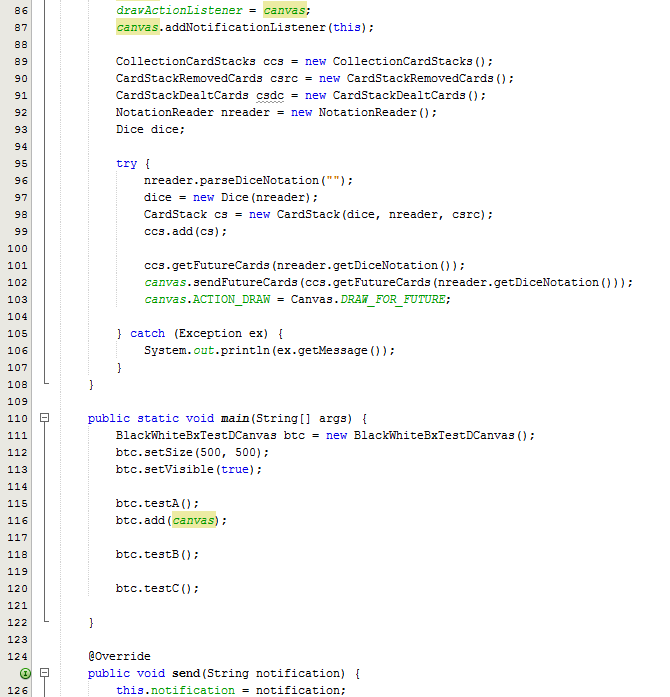 86 drawActionListener = canvas;
87 canvas.addNotificationListener(this);
88
89 CollectionCardStacks ccs = new CollectionCardStacks();
90 CardStackRemovedCards csrc = new CardStackRemovedCards();
91 CardStackDealtCards csdc = new CardStackDealtCards();
92 NotationReader nreader = new NotationReader();
93 Dice dice;
94
95 try {
96 nreader.parseDiceNotation("");
97 dice = new Dice(nreader);
98 CardStack cs = new CardStack(dice, nreader, csrc);
99 ccs.add(cs);
100
101 ccs.getFutureCards(nreader.getDiceNotation());
102 canvas.sendFutureCards(ccs.getFutureCards(nreader.getDiceNotation()));
103 canvas.ACTION_DRAW = Canvas.DRAW_FOR_FUTURE;
104
105 } catch (Exception ex) {
106 System.out.println(ex.getMessage());
107 }
108 }
109
110 public static void main(String[] args) {
111 BlackWhiteBxTestDCanvas btc = new BlackWhiteBxTestDCanvas();
112 btc.setSize(500, 500);
113 btc.setVisible(true);
114
115 btc.testA();
116 btc.add(canvas);
117
118 btc.testB();
119
120 btc.testC();
121
122 }
123
124 @Override
public void send(String notification) {
126 this.notification = notification;